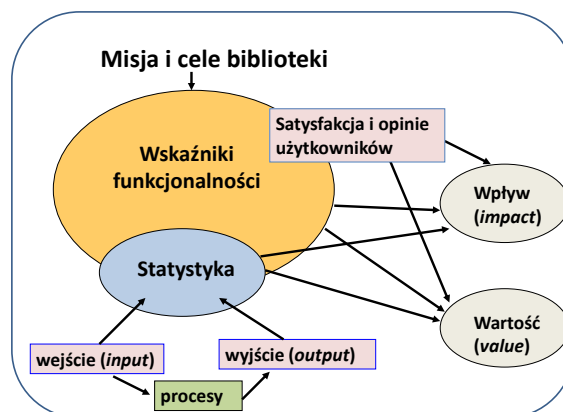 Misja i cele biblioteki
Satysfakcja i opinie
użytkowników
Wskaźniki
funkcjonalności
Wpływ
(impact)
Statystyka
Wartość
(value)
wejście (input)
wyjście (output)
procesy